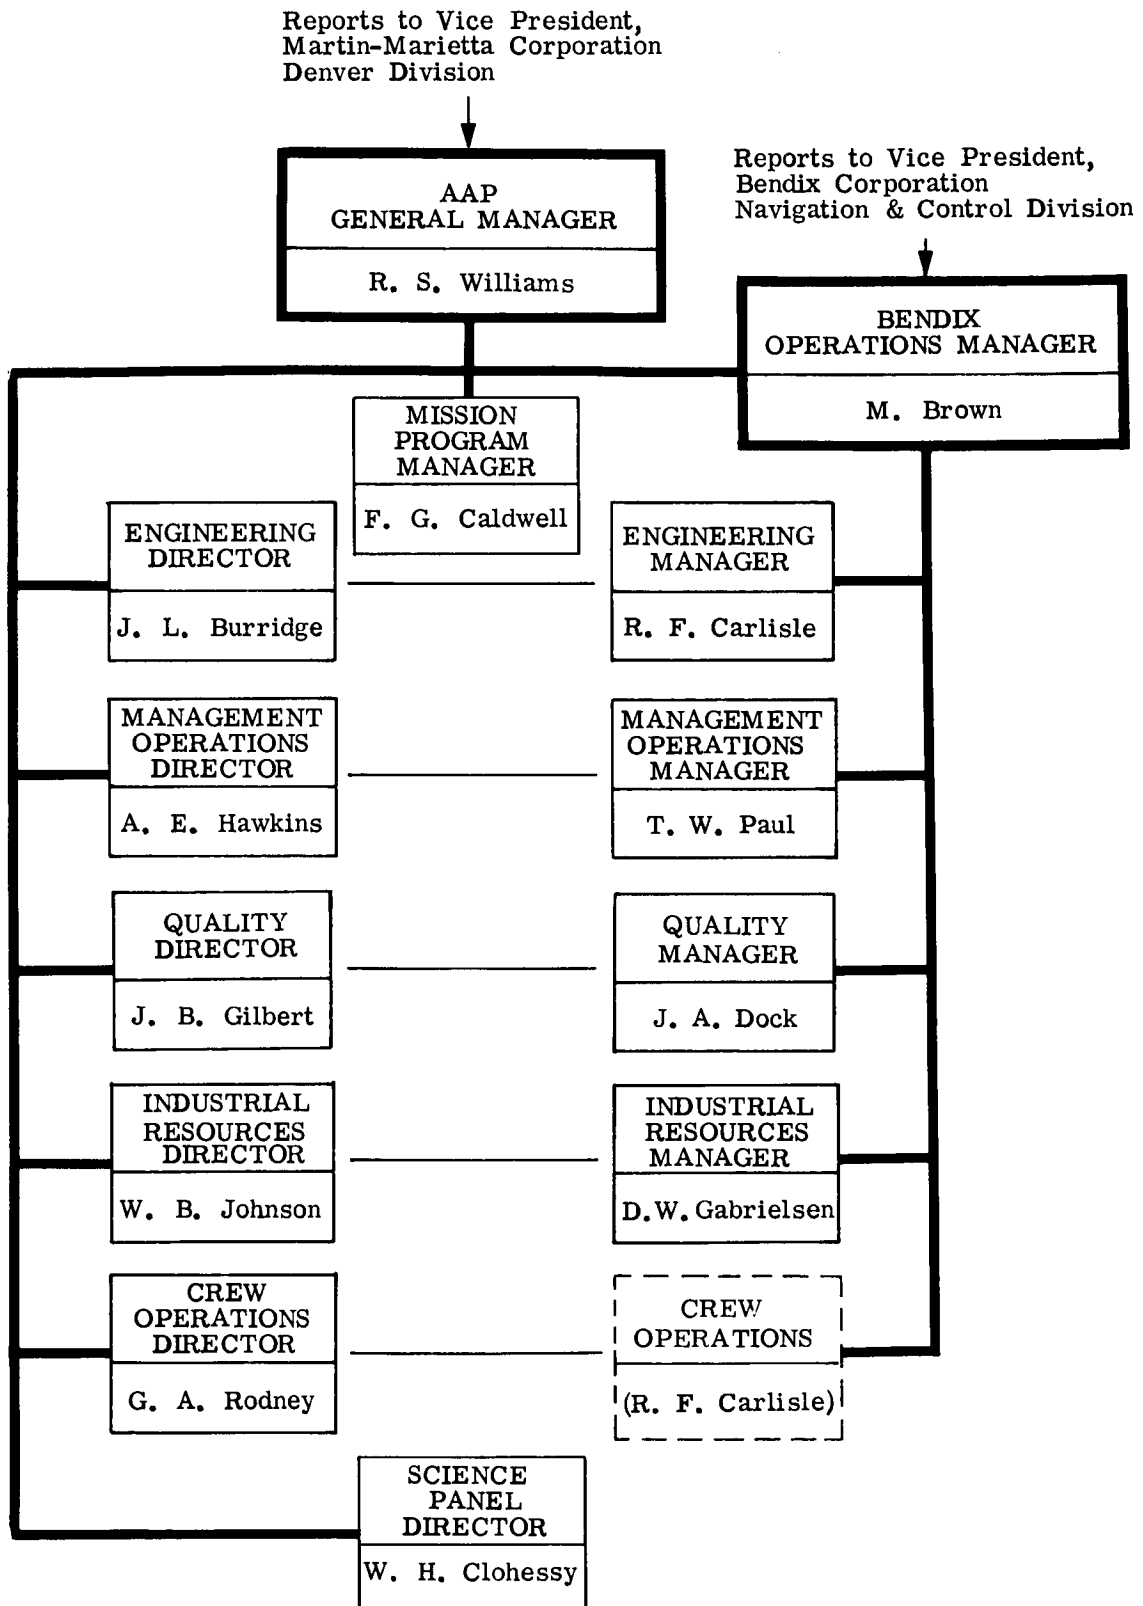 Reports to Vice President,
Martin-Marietta Corporation
Denver Division
AAP
GENERAL MANAGER
R. S. Williams
Reports to Vice President,
Bendix Corporation
Navigation & Control Division
BENDIX
OPERATIONS MANAGER
M. Brown
MISSION
PROGRAM
MANAGER
F. G. Caldwell
ENGINEERING
DIRECTOR
J. L. Burridge
ENGINEERING
MANAGER
R. F. Carlisle
MANAGEMENT
OPERATIONS
DIRECTOR
A. E. Hawkins
MANAGEMENT
OPERATIONS
MANAGER
T. W. Paul
QUALITY
DIRECTOR
J. B. Gilbert
QUALITY
MANAGER
J. A. Dock
INDUSTRIAL
RESOURCES
DIRECTOR
W. B. Johnson
INDUSTRIAL
RESOURCES
MANAGER
D.W. Gabrielsen
CREW
OPERATIONS
DIRECTOR
G. A. Rodney
CREW
OPERATIONS
(R. F. Carlisle)
SCIENCE
PANEL
DIRECTOR
W. H. Clohessy